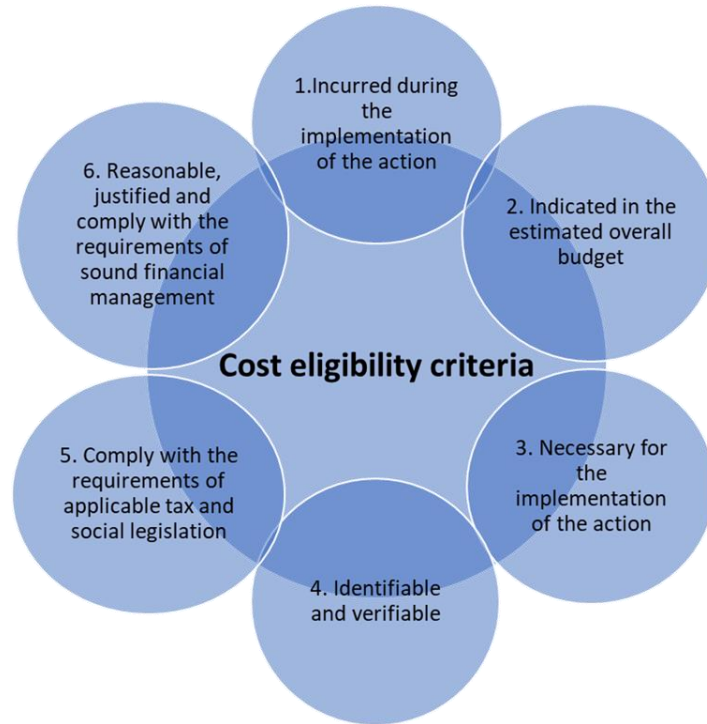 1.Incurred during
the
implementation
of the action
2. Indicated in the
estimated overall
budget
3. Necessary for
the
implementation
of the action
4. Identifiable
and verifiable
5. Comply with the
requirements of
applicable tax and
social legislation
6. Reasonable,
justified and
comply with the
requirements of
sound financial
management
Cost eligibility criteria